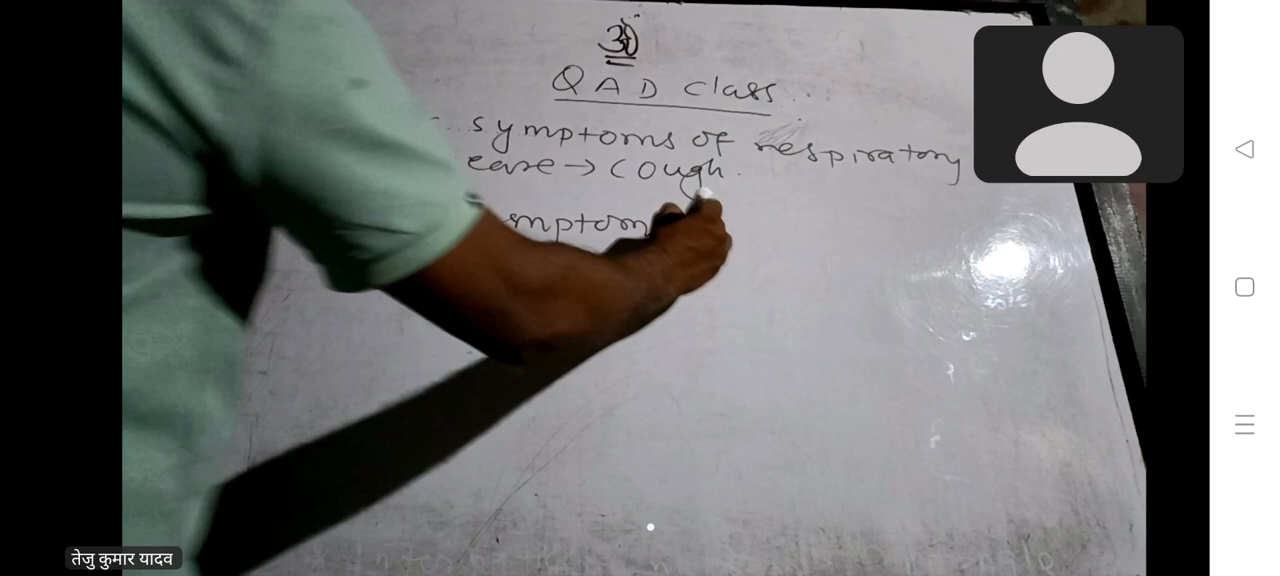 ओं
QAD class
symptoms of respiratory
ease → cough.
mptom
तेजु कुमार यादव